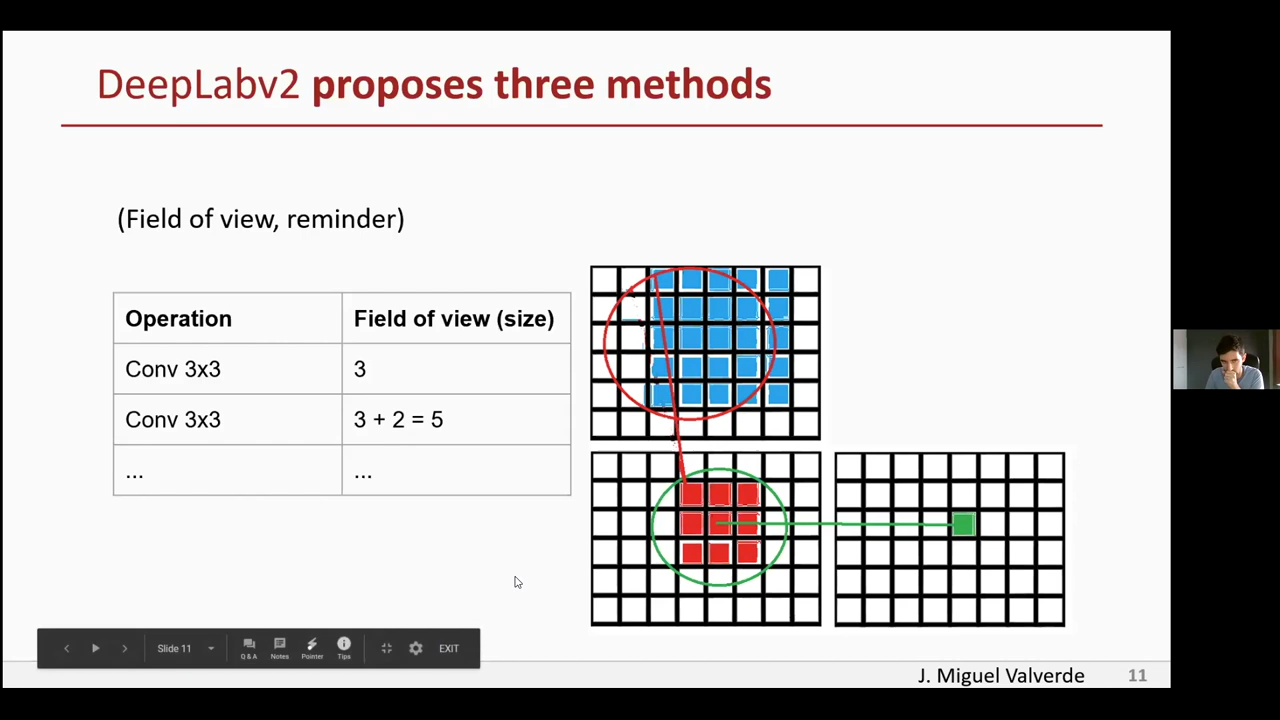 DeepLabv2 proposes three methods
(Field of view, reminder)
Operation Field of view (size)
Conv 3x3 3
Conv 3x3 3 + 2 = 5
... ...
Slide 11 Q & A Notes Pointer Tips EXIT
J. Miguel Valverde 11